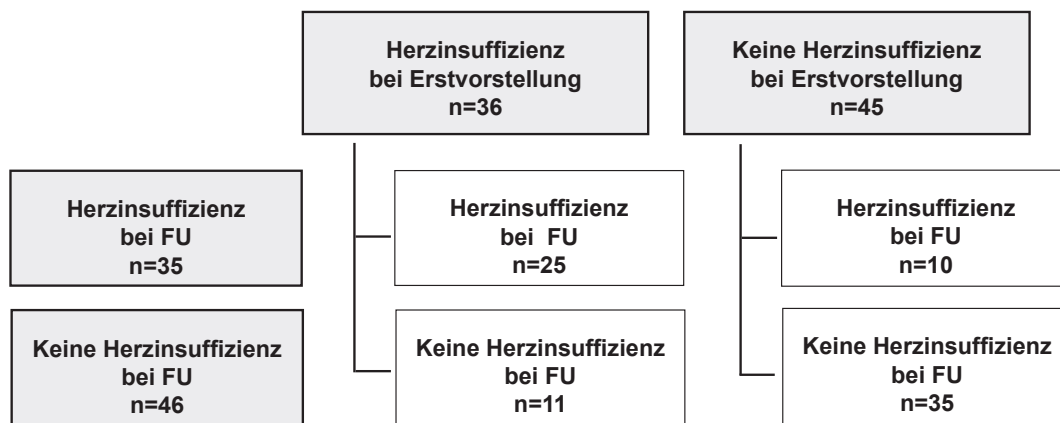 Herzinsuffizienz
bei Erstvorstellung
n=36
Keine Herzinsuffizienz
bei Erstvorstellung
n=45
Herzinsuffizienz
bei FU
n=35
Herzinsuffizienz
bei FU
n=25
Herzinsuffizienz
bei FU
n=10
Keine Herzinsuffizienz
bei FU
n=46
Keine Herzinsuffizienz
bei FU
n=11
Keine Herzinsuffizienz
bei FU
n=35